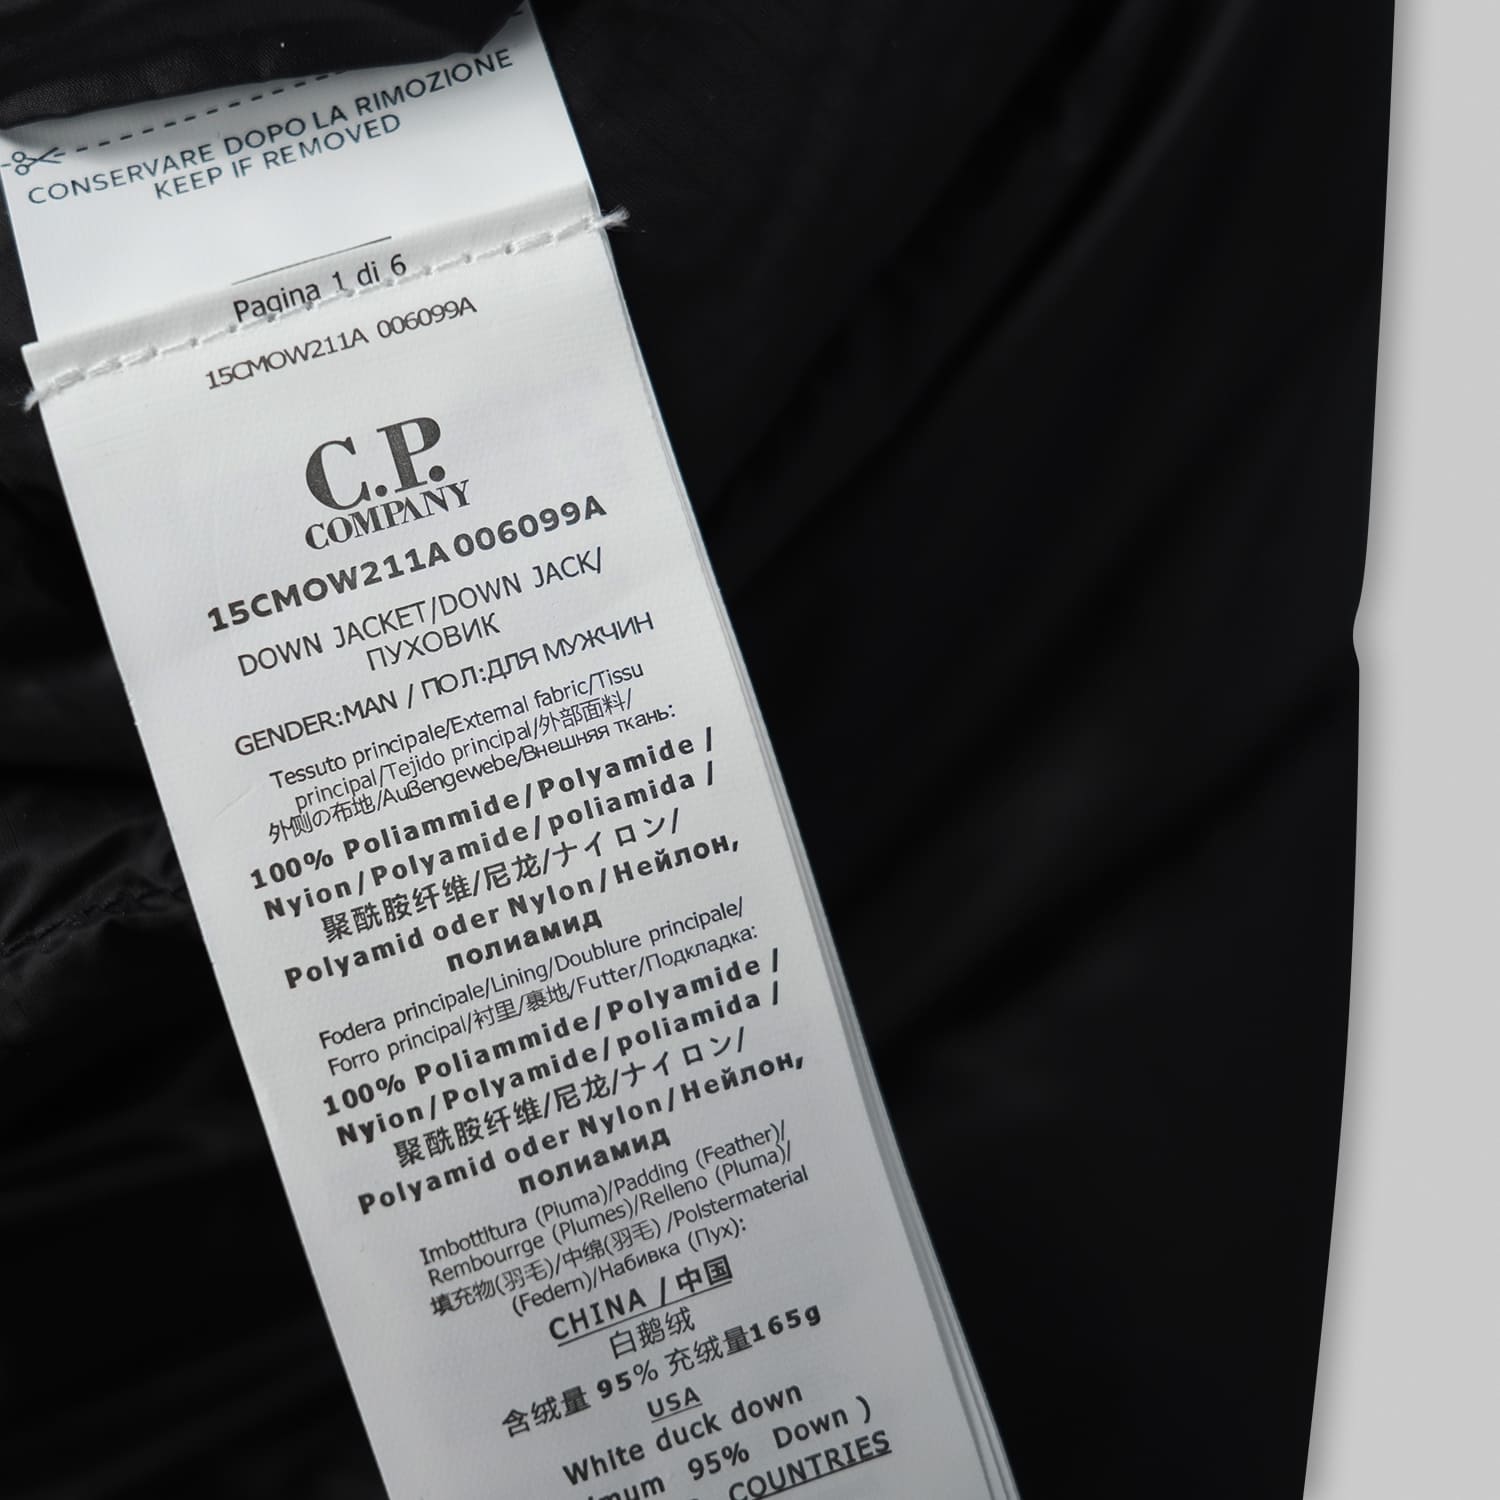 CONSERVARE DOPO LA RIMOZIONE
KEEP IF REMOVED
Pagina 1 di 6
15CMOW211A 006099A
C.P.
COMPANY
15CMOW211A 006099A
DOWN JACKET/DOWN JACK/
ПУХОВИК
GENDER:MAN / ПОЛ:ДЛЯ МУЖЧИН
Tessuto principale/Extemal fabric/Tissu
principal/Tejido principal/外部面料/
外侧の布地/Außengewebe/Внешняя ткань:
100% Poliammide/Polyamide /
Nyion/Polyamide/poliamida /
聚酰胺纤维/尼龙/ナイロン/
Polyamid oder Nylon/Нейлон,
полиамид
Fodera principale/Lining/Doublure principale/
Forro principal/衬里/裏地/Futter/Подкладка:
100% Poliammide/Polyamide /
Nyion/Polyamide/poliamida /
聚酰胺纤维/尼龙/ナイロン/
Polyamid oder Nylon/Нейлон,
полиамид
Imbottitura (Piuma)/Padding (Feather)/
Rembourrge (Plumes)/Relleno (Pluma)/
填充物(羽毛)/中绵(羽毛) /Polstermaterial
(Federn)/Набивка (Пух):
CHINA / 中国
白鹅绒
含绒量 95% 充绒量165g
USA
White duck down
mum 95% Down )
COUNTRIES